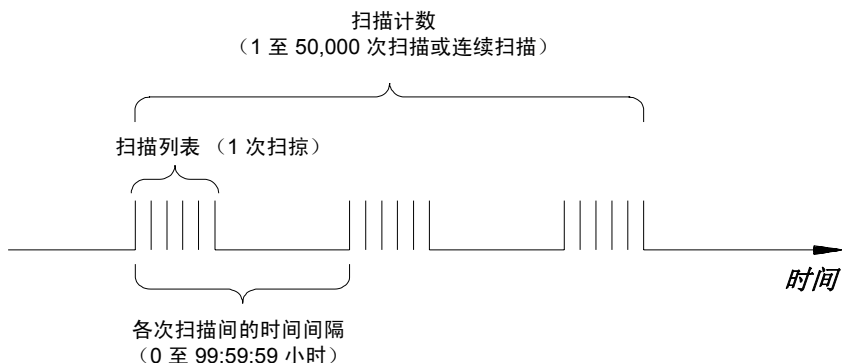 扫描计数
（1 至 50,000 次扫描或连续扫描）
扫描列表 （1 次扫掠）
时间
各次扫描间的时间间隔
（0 至 99:59:59 小时）